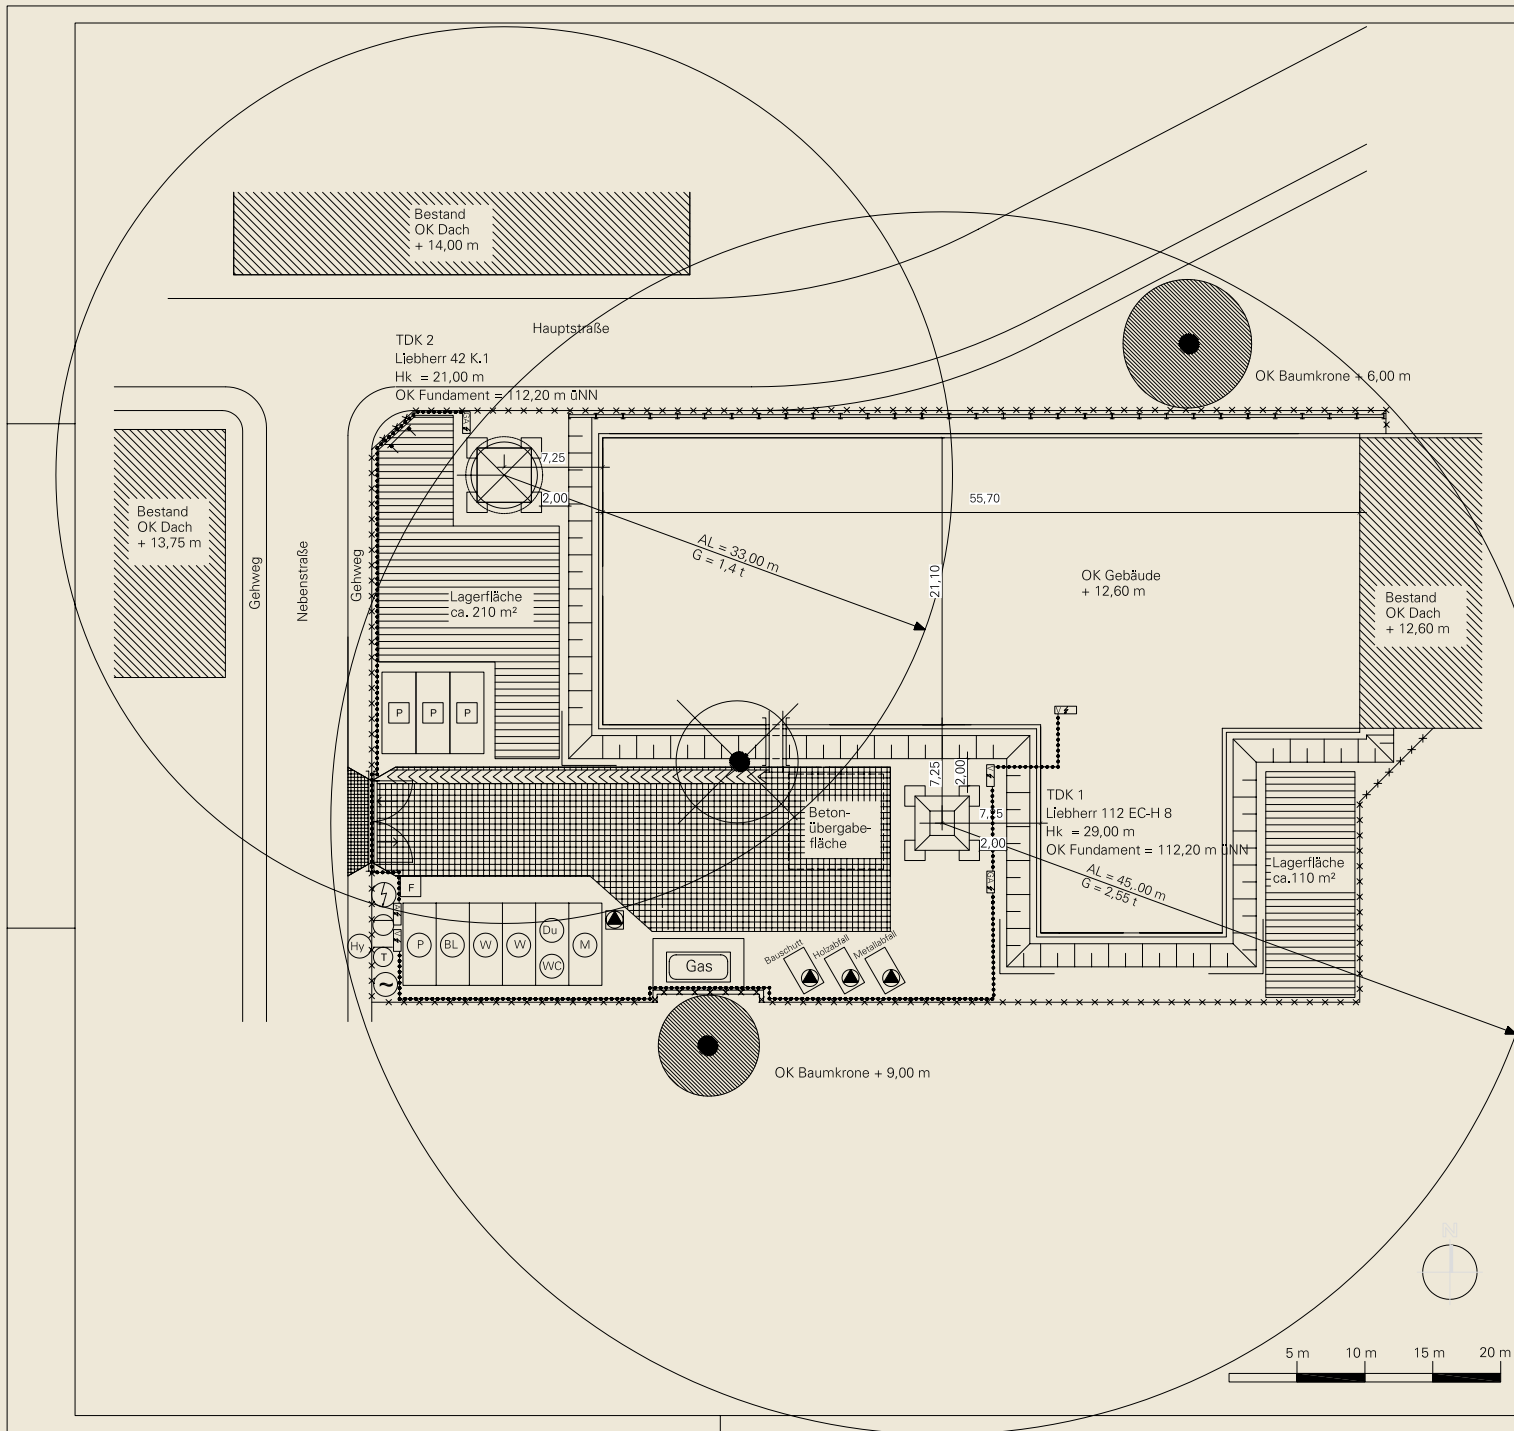 Bestand
OK Dach
+ 14,00 m
Hauptstraße
TDK 2
Liebherr 42 K.1
Hk = 21,00 m
OK Fundament = 112,20 m üNN
OK Baumkrone + 6,00 m
7,25
2,00
55,70
Bestand
OK Dach
+ 13,75 m
AL = 33,00 m
G = 1,4 t
21,10
OK Gebäude
+ 12,60 m
Bestand
OK Dach
+ 12,60 m
Gehweg
Nebenstraße
Gehweg
Lagerfläche
ca. 210 m²
P
P
P
7,25
2,00
TDK 1
Liebherr 112 EC-H 8
Hk = 29,00 m
OK Fundament = 112,20 m üNN
7,25
2,00
Beton-
übergabe-
fläche
AL = 45,00 m
G = 2,55 t
Lagerfläche
ca.110 m²
F
Hy
T
P
BL
W
W
Du
WC
M
Gas
Bauschutt
Holzabfall
Metallabfall
OK Baumkrone + 9,00 m
N
5 m
10 m
15 m
20 m